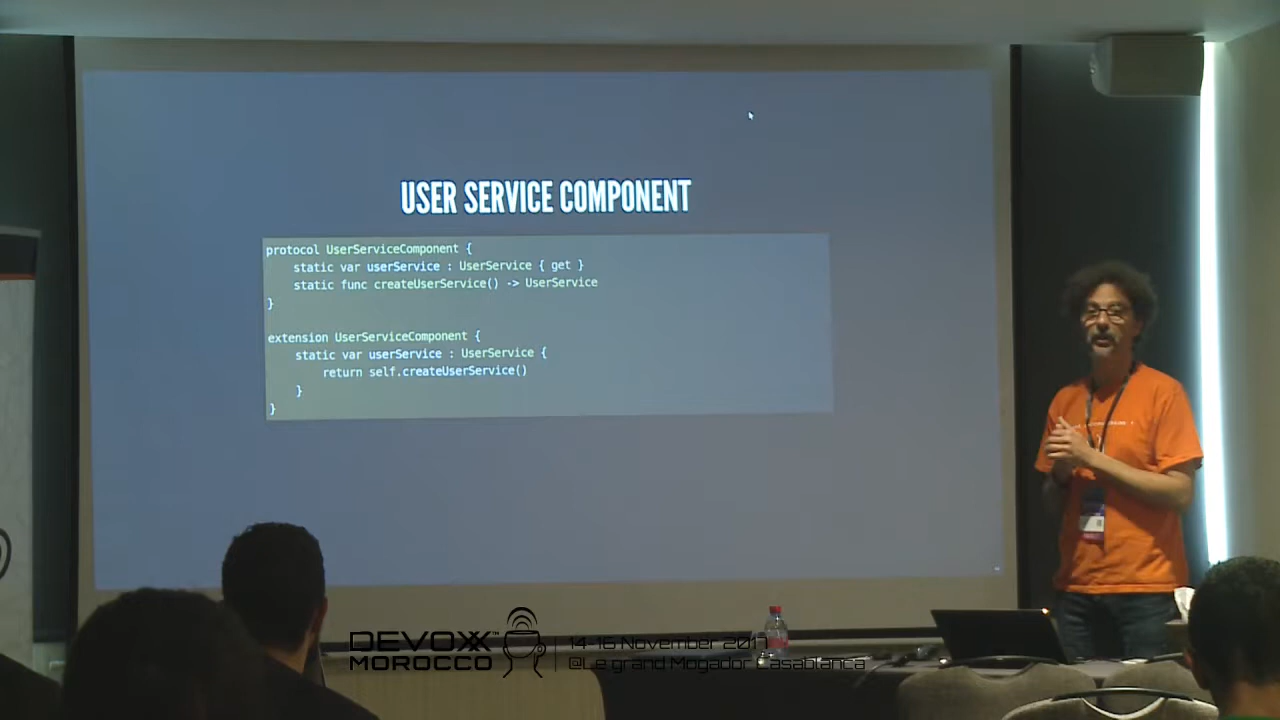 USER SERVICE COMPONENT
protocol UserServiceComponent {
static var userService : UserService { get }
static func createUserService() -> UserService
}
extension UserServiceComponent {
static var userService : UserService {
return self.createUserService()
}
}
DEVOXX™
MOROCCO
14-16 November 2017
@Le grand Mogador Casablanca